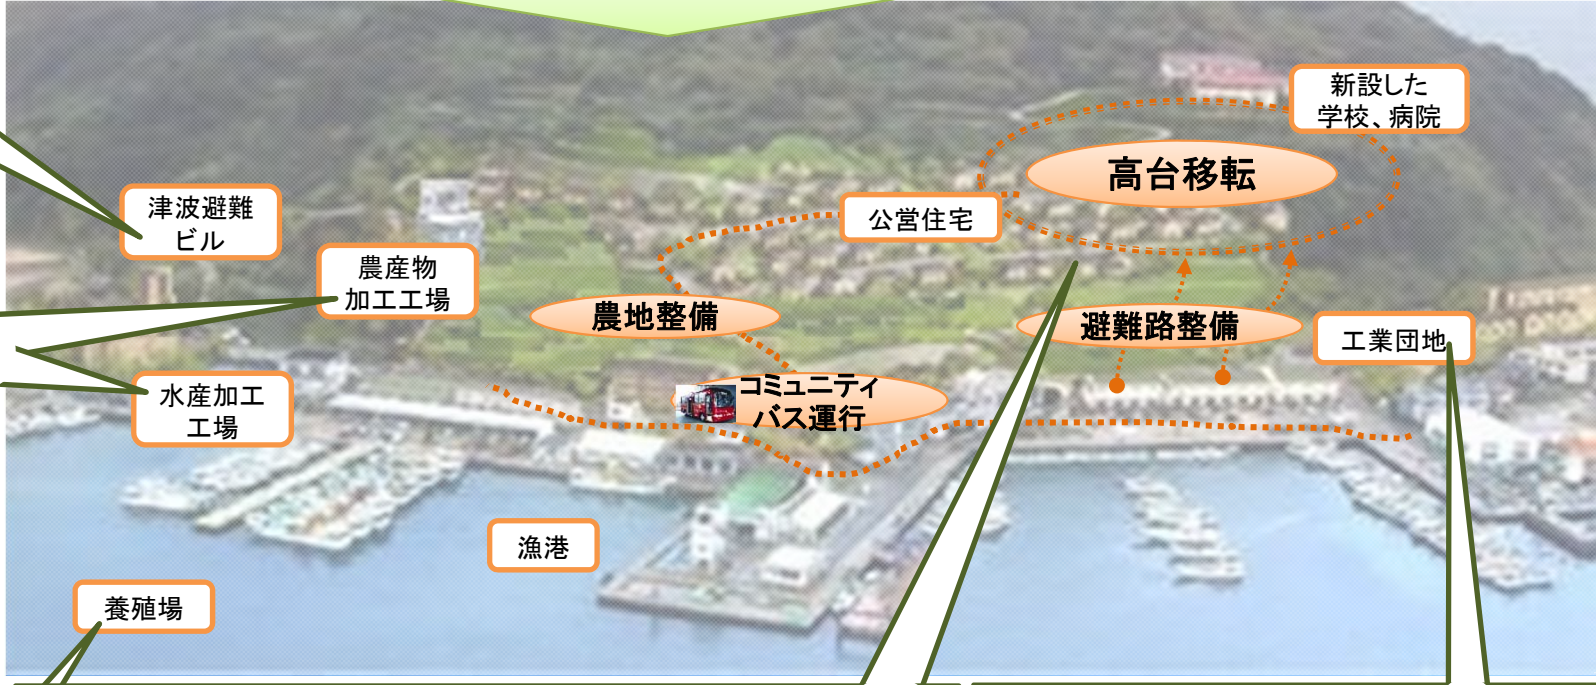 新設した
学校、病院
高台移転
津波避難
ビル
公営住宅
農産物
加工工場
農地整備
避難路整備
工業団地
水産加工
工場
コミュニティ
バス運行
漁港
養殖場